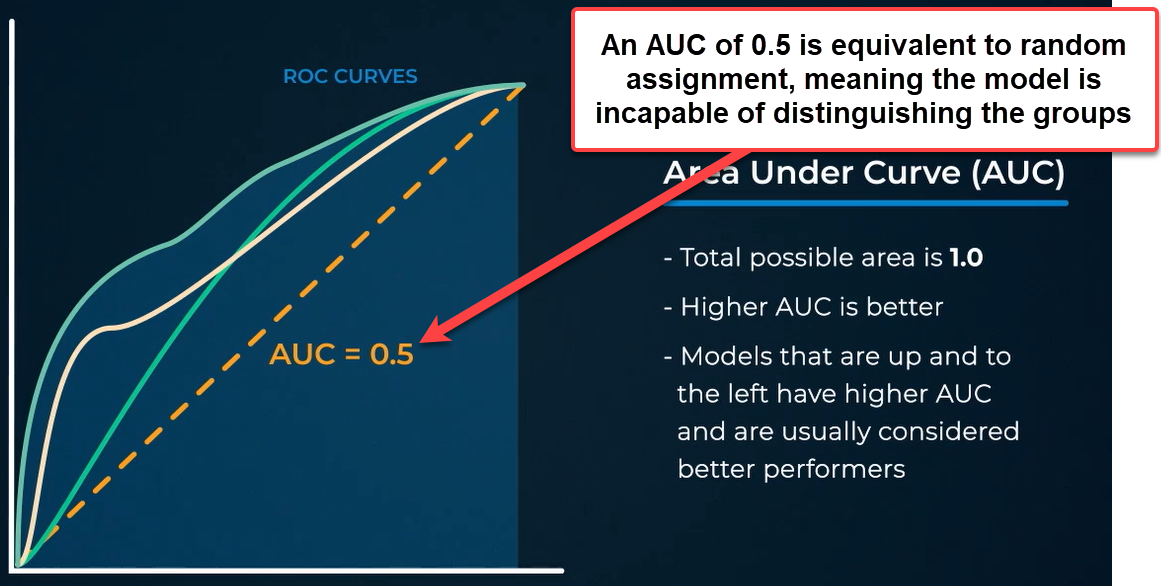 An AUC of 0.5 is equivalent to random
assignment, meaning the model is
incapable of distinguishing the groups
ROC CURVES
Area Under Curve (AUC)
- Total possible area is 1.0
- Higher AUC is better
- Models that are up and to
the left have higher AUC
and are usually considered
better performers
AUC = 0.5